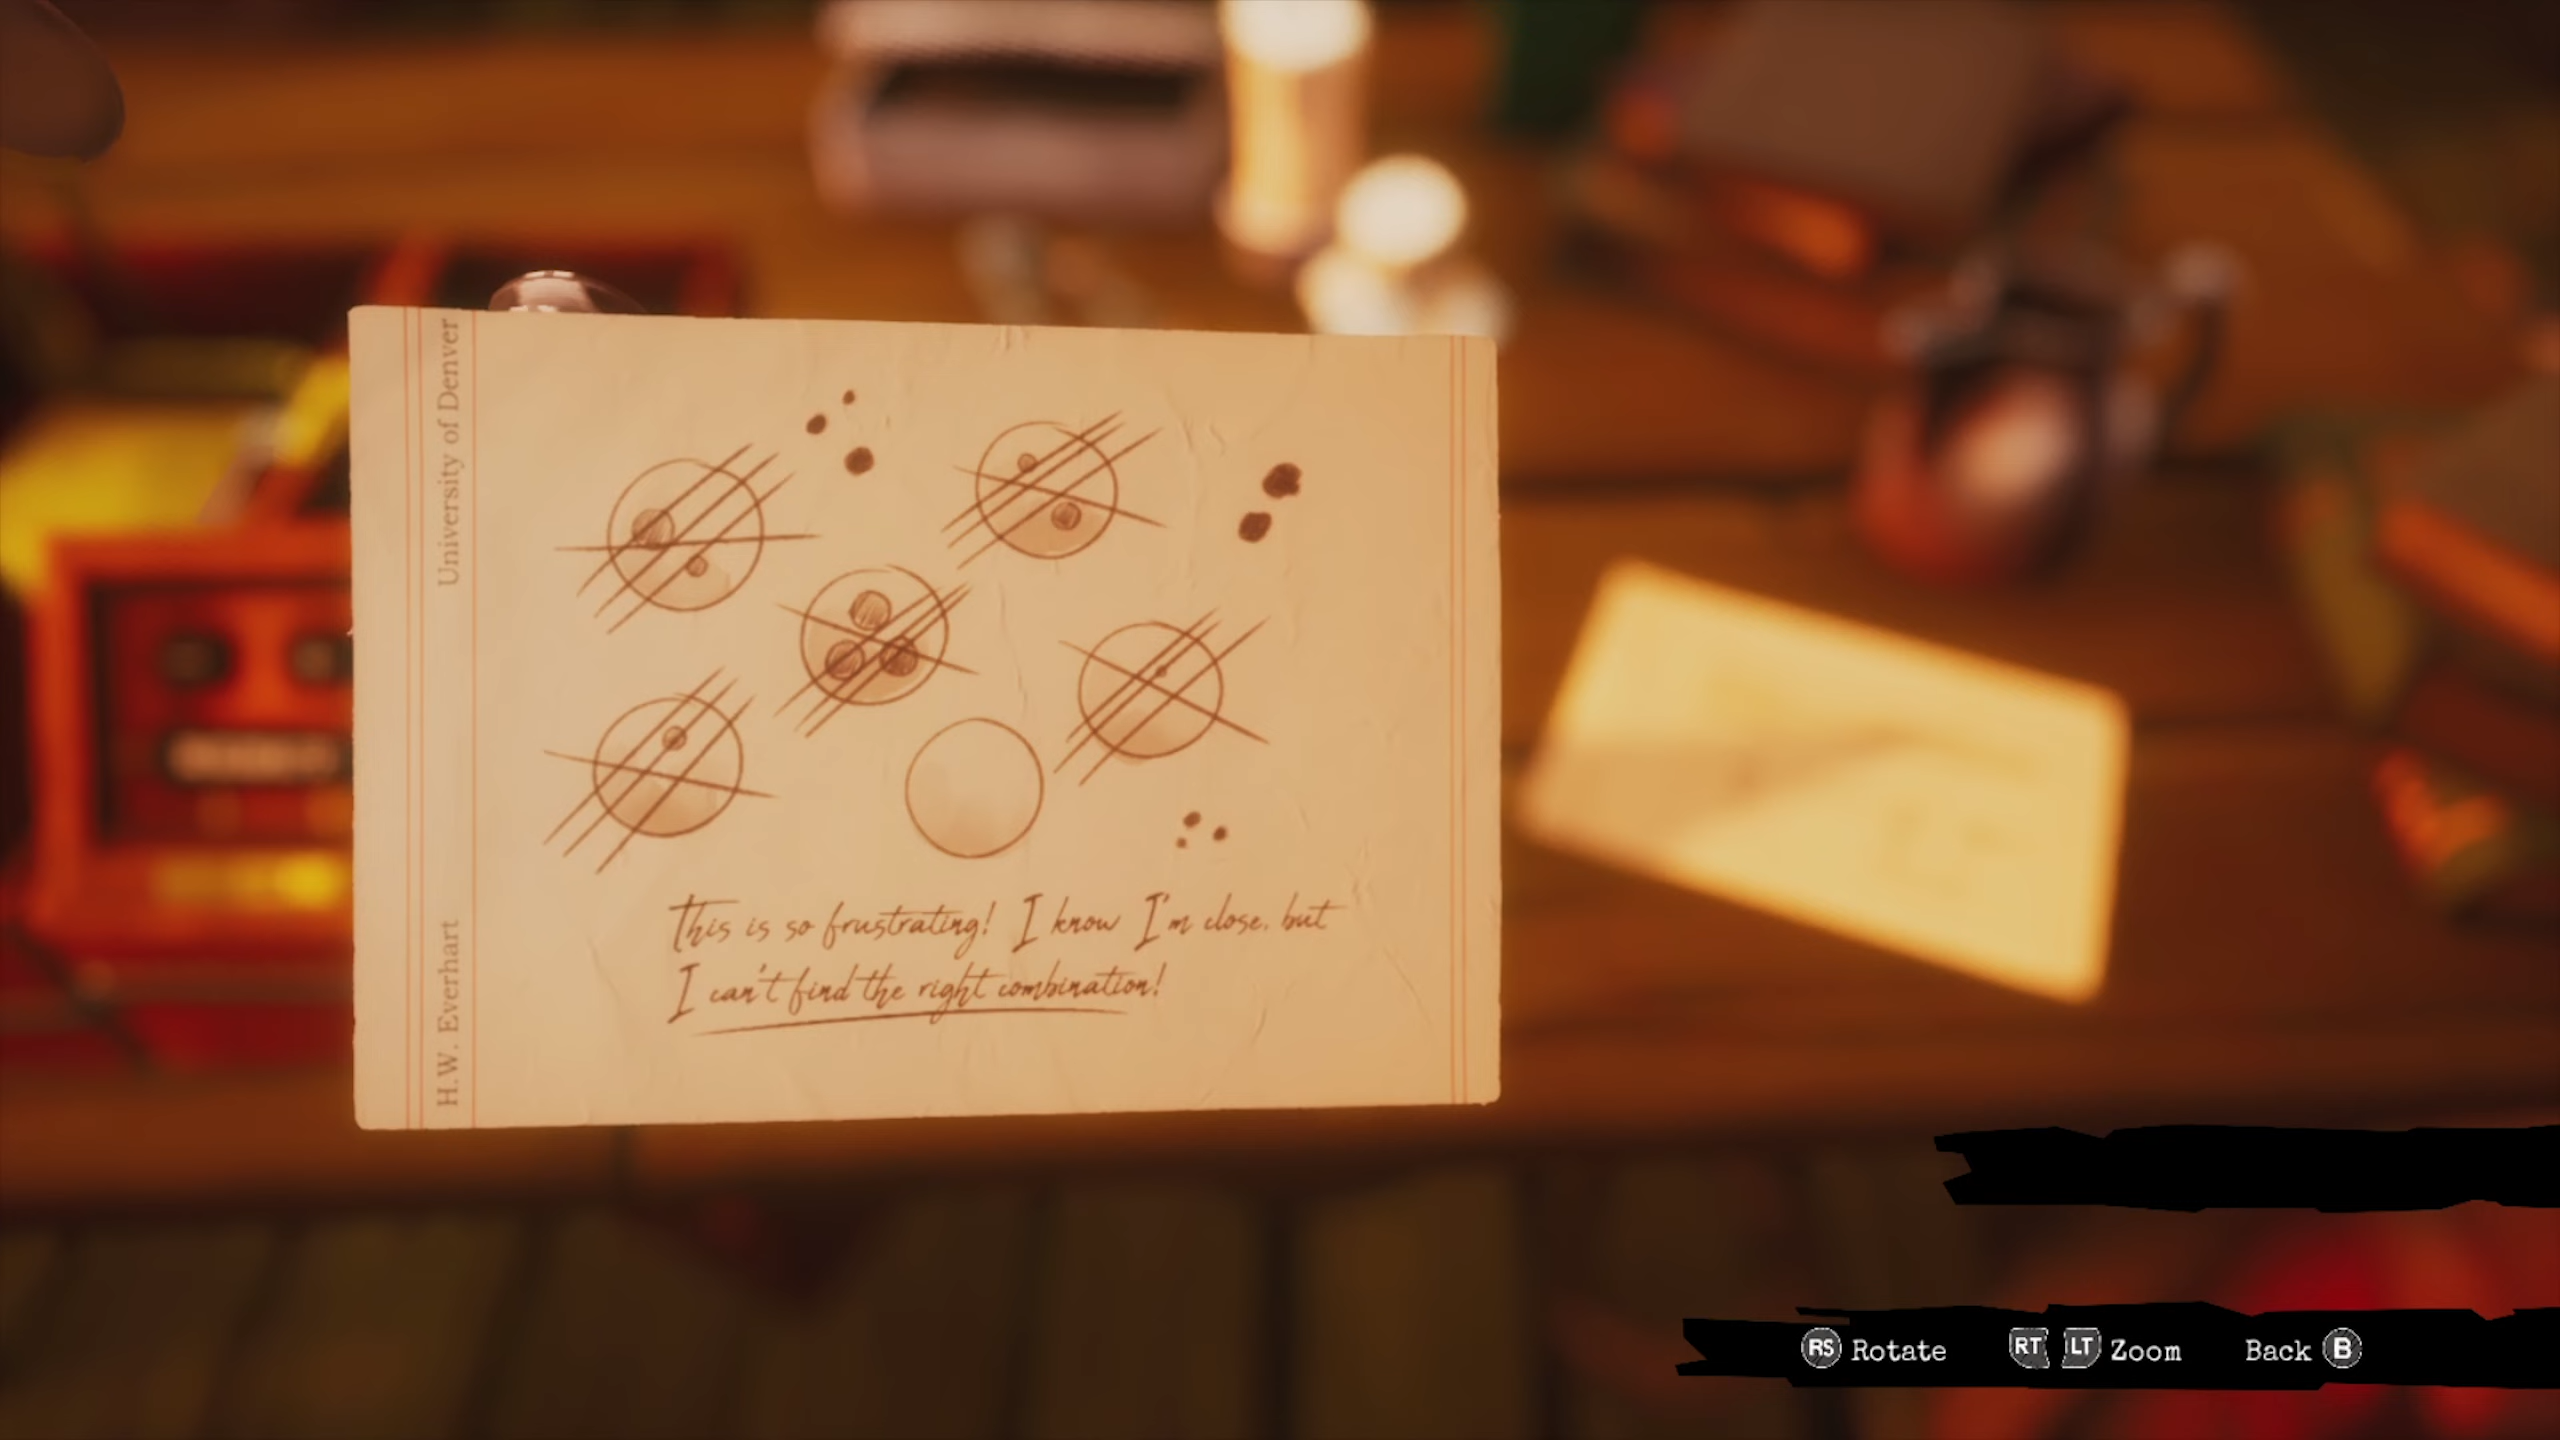 University of Denver
H.W. Everhart
This is so frustrating! I know I'm close, but
I can't find the right combination!
RS Rotate RT LT Zoom Back B